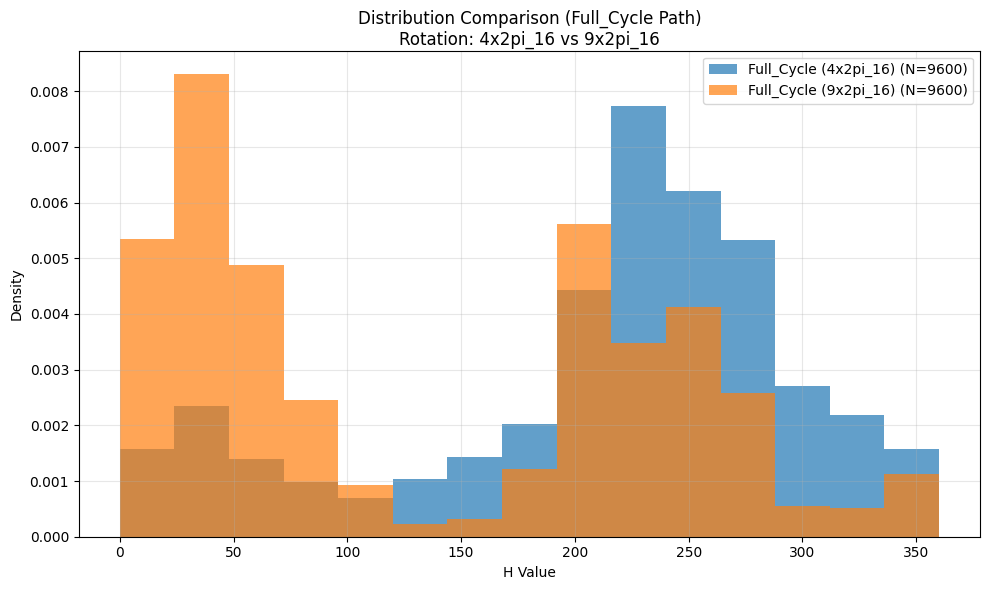 Distribution Comparison (Full_Cycle Path)
Rotation: 4x2pi_16 vs 9x2pi_16
Full_Cycle (4x2pi_16) (N=9600)
Full_Cycle (9x2pi_16) (N=9600)
Density
0.008
0.007
0.006
0.005
0.004
0.003
0.002
0.001
0.000
0 50 100 150 200 250 300 350
H Value